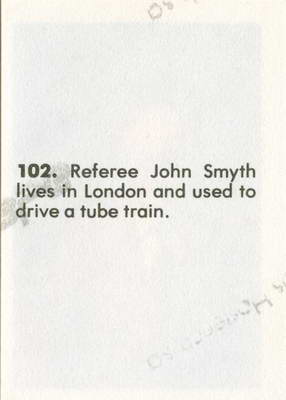 102. Referee John Smyth
lives in London and used to
drive a tube train.